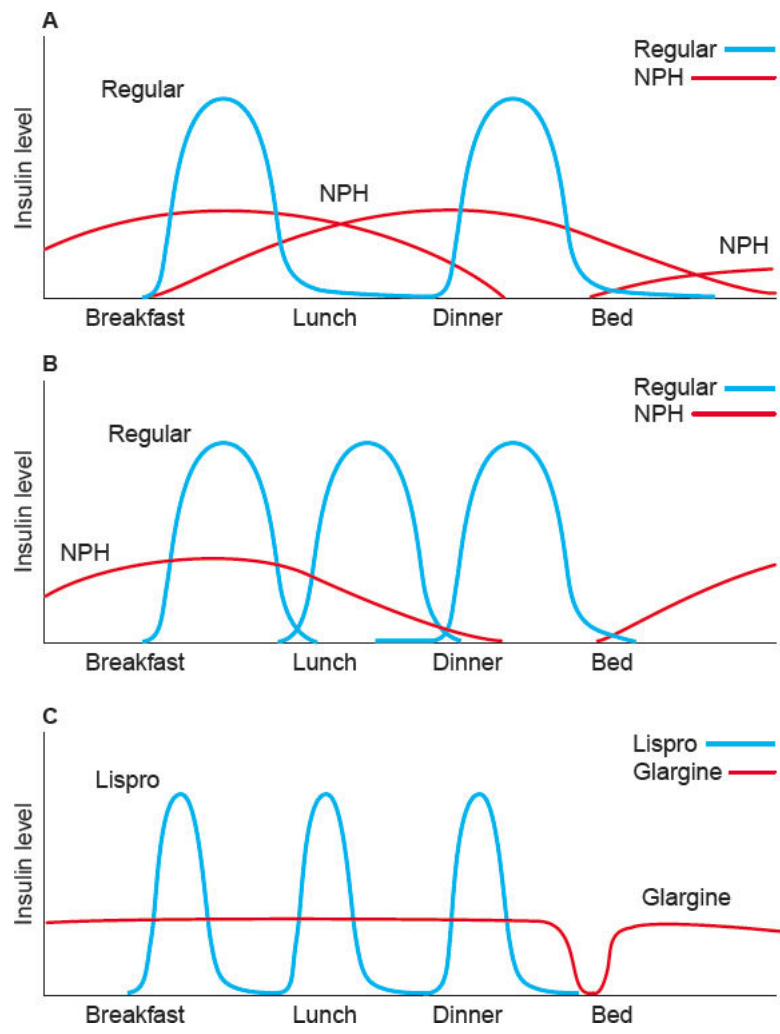 A
Regular
NPH
Regular
NPH
NPH
Insulin level
Breakfast Lunch Dinner Bed
B
Regular
NPH
Regular
NPH
Insulin level
Breakfast Lunch Dinner Bed
C
Lispro
Glargine
Lispro
Glargine
Insulin level
Breakfast Lunch Dinner Bed